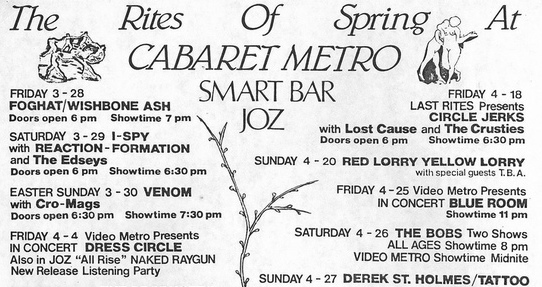 The Rites Of Spring At
CABARET METRO
SMART BAR
JOZ
FRIDAY 3-28
FOGHAT/WISHBONE ASH
Doors open 6 pm Showtime 7 pm
SATURDAY 3-29 I-SPY
with REACTION-FORMATION
and The Edseys
Doors open 6 pm Showtime 6:30 pm
EASTER SUNDAY 3-30 VENOM
with Cro-Mags
Doors open 6:30 pm Showtime 7:30 pm
FRIDAY 4-4 Video Metro Presents
IN CONCERT DRESS CIRCLE
Also in JOZ "All Rise" NAKED RAYGUN
New Release Listening Party
FRIDAY 4-18
LAST RITES Presents
CIRCLE JERKS
with Lost Cause and The Crusties
Doors open 6 pm Showtime 6:30 pm
SUNDAY 4-20 RED LORRY YELLOW LORRY
with special guests T.B.A.
FRIDAY 4-25 Video Metro Presents
IN CONCERT BLUE ROOM
Showtime 11 pm
SATURDAY 4-26 THE BOBS Two Shows
ALL AGES Showtime 8 pm
VIDEO METRO Showtime Midnite
SUNDAY 4-27 DEREK ST. HOLMES/TATTOO